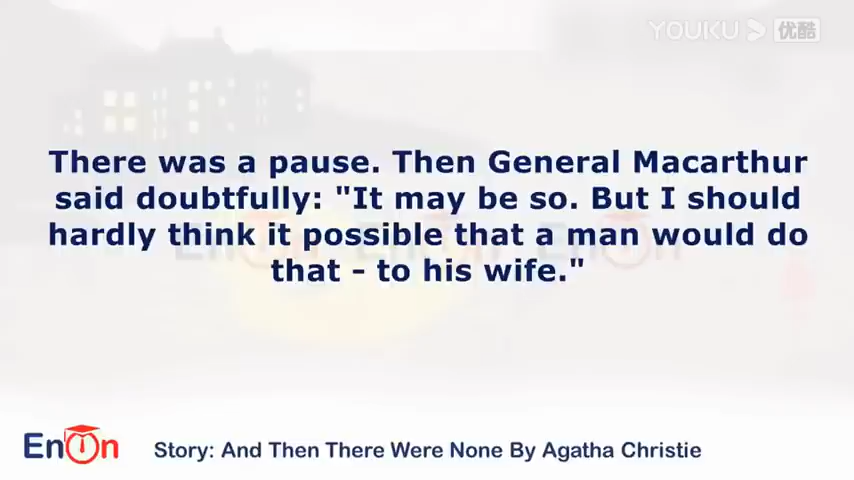 YOUKU 优酷
There was a pause. Then General Macarthur
said doubtfully: "It may be so. But I should
hardly think it possible that a man would do
that - to his wife."
EnOn
Story: And Then There Were None By Agatha Christie